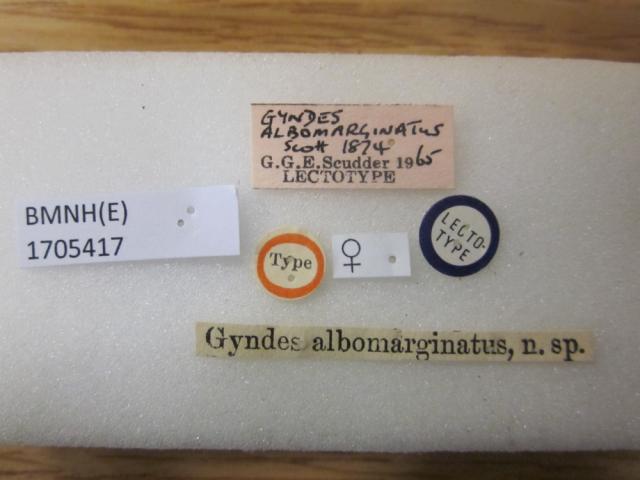 GYNDES
ALBOMARGINATUS
Scott 1874
G.G.E.Scudder 1965
LECTOTYPE
BMNH(E)
1705417
Type
♀
LECTO-
TYPE
Gyndes albomarginatus, n. sp.